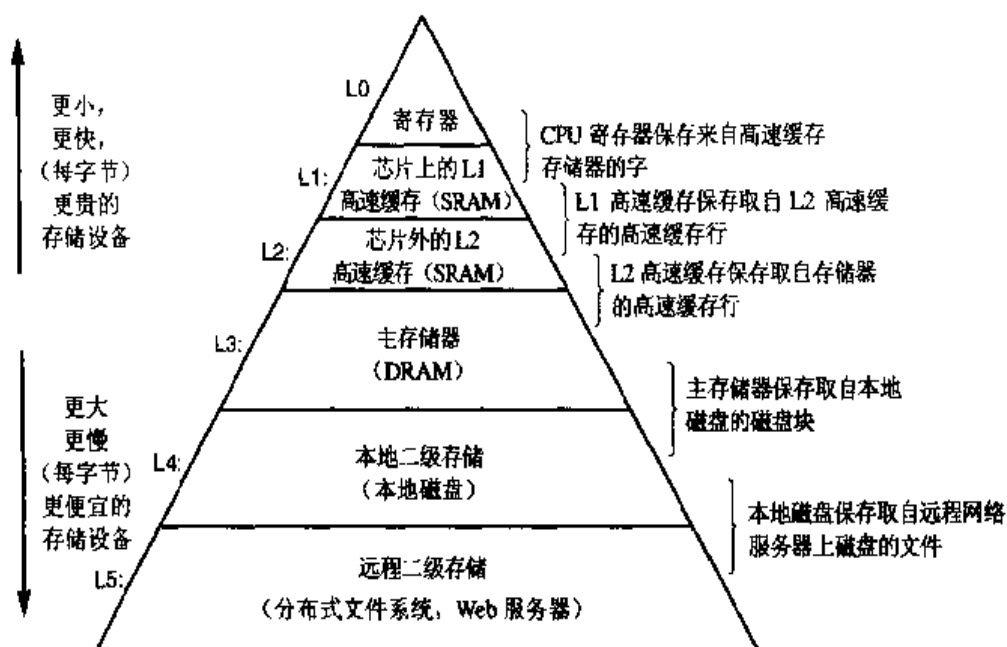 更小，
更快，
（每字节）
更贵的
存储设备
更大
更慢
（每字节）
更便宜的
存储设备
L0
寄存器
L1:
芯片上的 L1
高速缓存（SRAM）
L2:
芯片外的 L2
高速缓存（SRAM）
L3:
主存储器
（DRAM）
L4:
本地二级存储
（本地磁盘）
L5:
远程二级存储
（分布式文件系统，Web 服务器）
CPU 寄存器保存来自高速缓存
存储器的字
L1 高速缓存保存取自 L2 高速缓
存的高速缓存行
L2 高速缓存保存取自存储器
的高速缓存行
主存储器保存取自本地
磁盘的磁盘块
本地磁盘保存取自远程网络
服务器上磁盘的文件